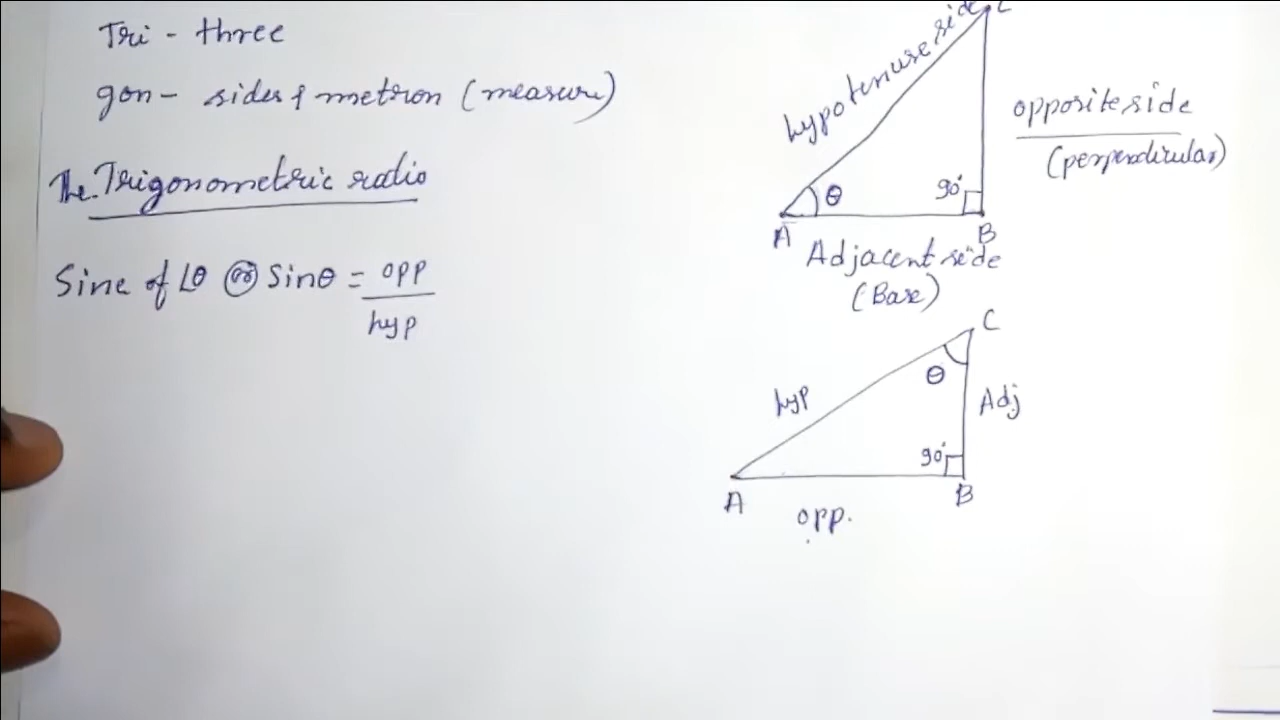 Tri - three
gon - sides & metron (measure)
The Trigonometric ratio
Sine of ∠θ (or) Sinθ = opp
hyp
hypotenuse side
C
opposite side
(perpendicular)
θ
90°
A
B
Adjacent side
(Base)
C
θ
hyp
Adj
90°
A
B
opp.